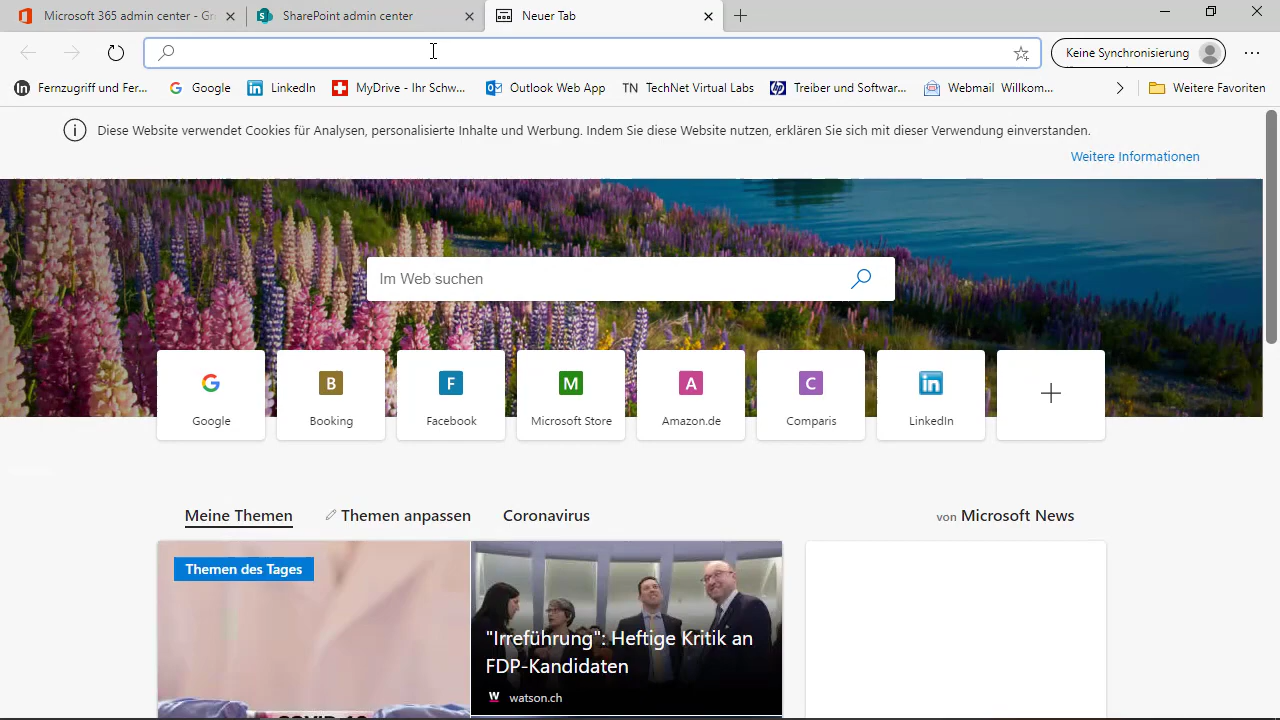 Microsoft 365 admin center - Gr
SharePoint admin center
Neuer Tab
Keine Synchronisierung
Fernzugriff und Fer...
Google
LinkedIn
MyDrive - Ihr Schw...
Outlook Web App
TN TechNet Virtual Labs
Treiber und Softwar...
Webmail Willkom...
Weitere Favoriten
Diese Website verwendet Cookies für Analysen, personalisierte Inhalte und Werbung. Indem Sie diese Website nutzen, erklären Sie sich mit dieser Verwendung einverstanden.
Weitere Informationen
Im Web suchen
Google
B
Booking
F
Facebook
M
Microsoft Store
A
Amazon.de
C
Comparis
in
LinkedIn
Meine Themen
Themen anpassen
Coronavirus
von Microsoft News
Themen des Tages
"Irreführung": Heftige Kritik an
FDP-Kandidaten
W watson.ch
COVID-19